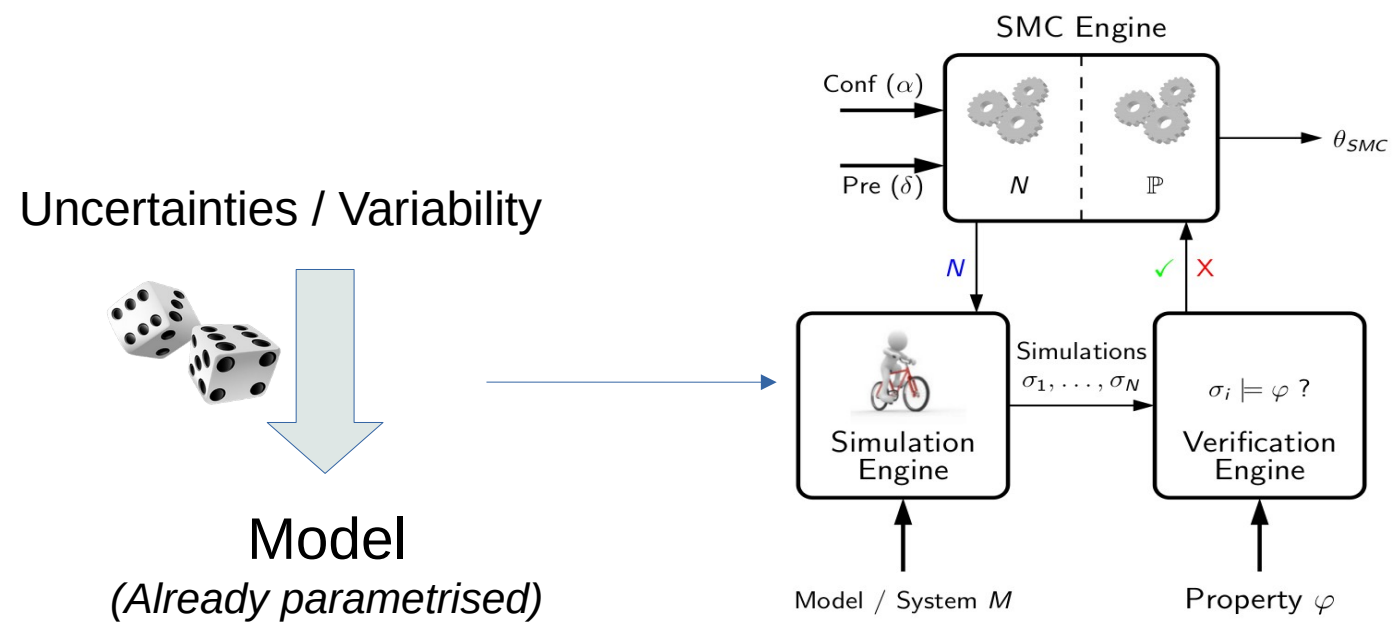 Uncertainties / Variability
Model
(Already parametrised)
SMC Engine
Conf (α)
Pre (δ)
N
ℙ
θSMC
N
✓ X
Simulation
Engine
Simulations
σ1, . . . , σN
σi ⊨ φ ?
Verification
Engine
Model / System M
Property φ